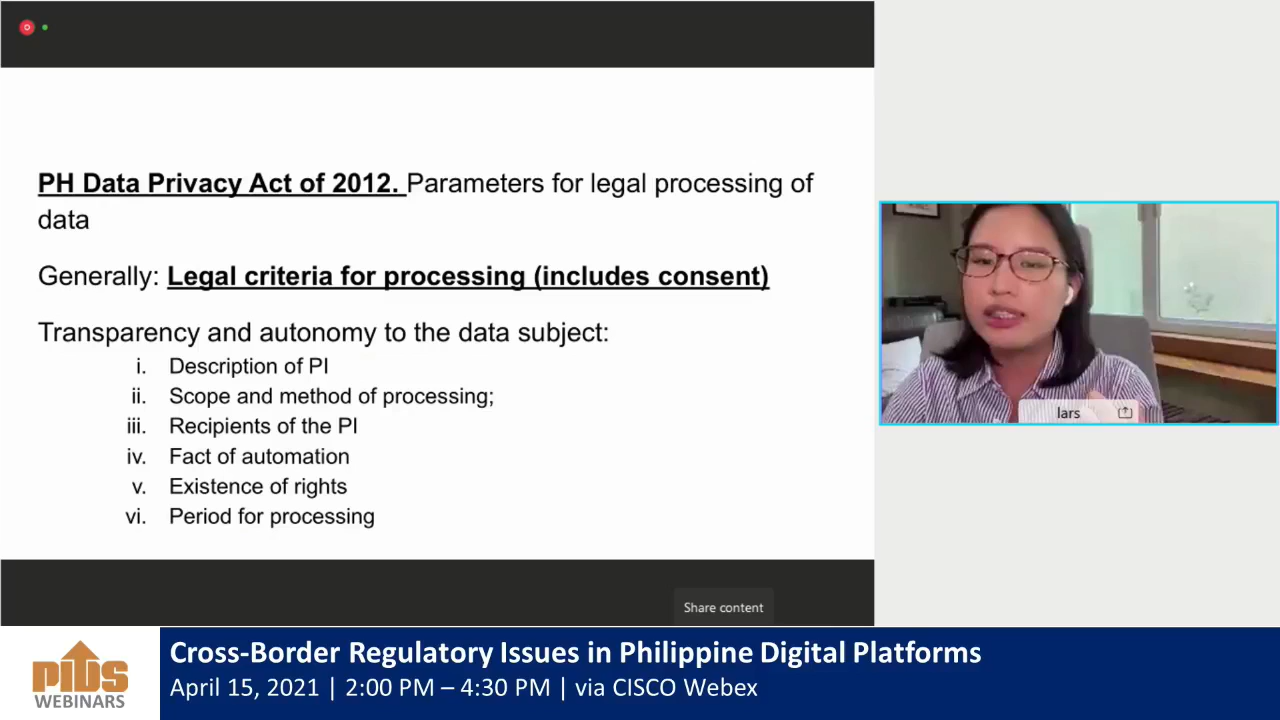 PH Data Privacy Act of 2012. Parameters for legal processing of
data
Generally: Legal criteria for processing (includes consent)
Transparency and autonomy to the data subject:
i. Description of PI
ii. Scope and method of processing;
iii. Recipients of the PI
iv. Fact of automation
v. Existence of rights
vi. Period for processing
lars
Share content
PIDS
WEBINARS
Cross-Border Regulatory Issues in Philippine Digital Platforms
April 15, 2021 | 2:00 PM – 4:30 PM | via CISCO Webex